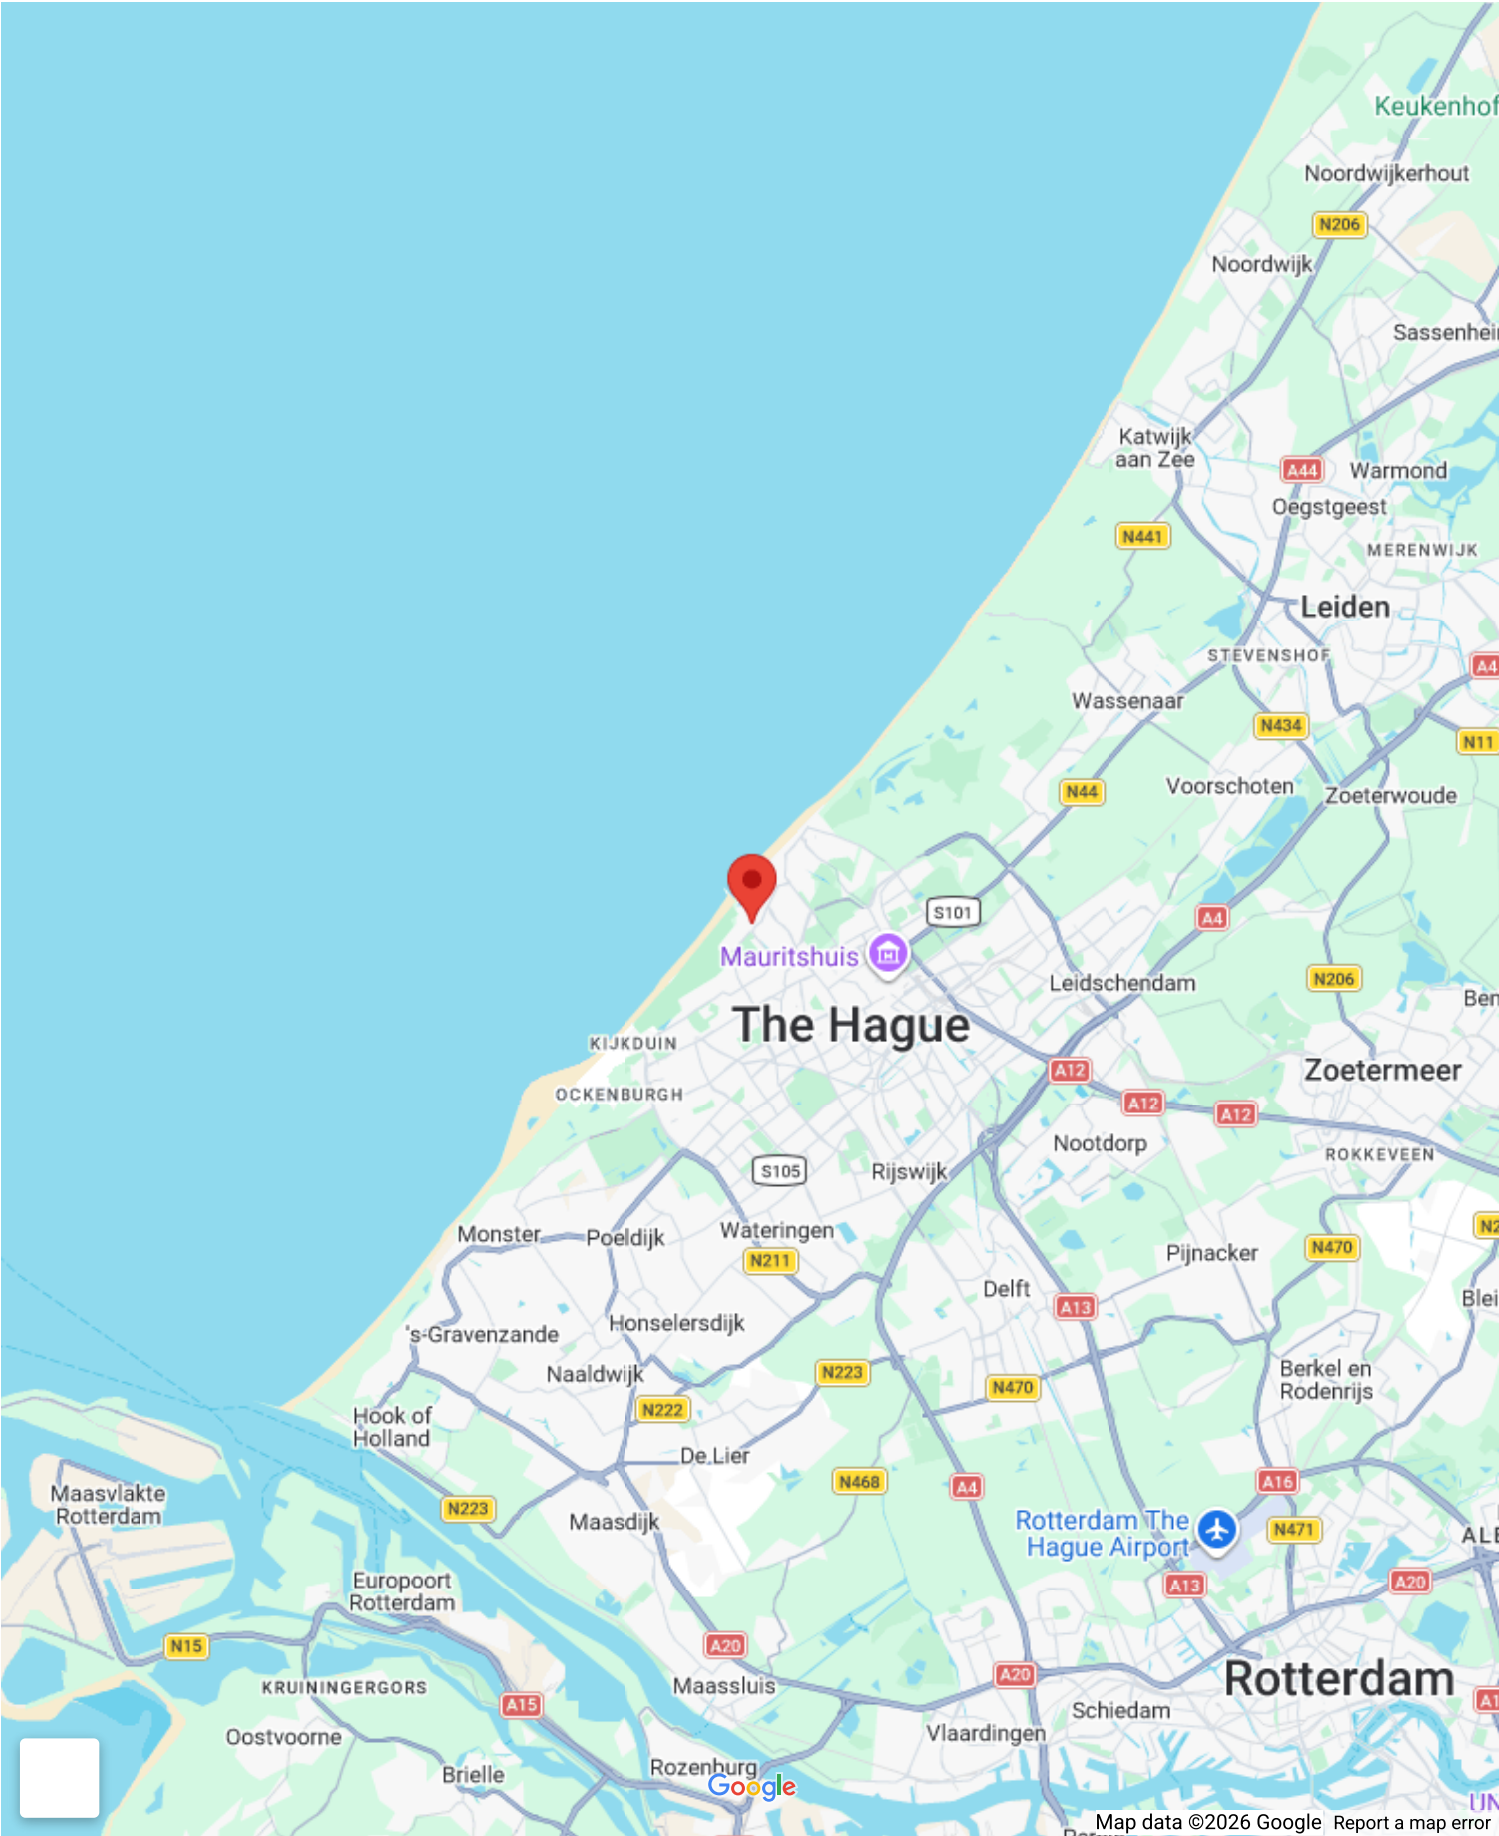 Keukenhof
Noordwijkerhout
N206
Noordwijk
Sassenhei
Katwijk
aan Zee
A44
Warmond
Oegstgeest
N441
MERENWIJK
Leiden
STEVENSHOF
A4
Wassenaar
N434
N11
N44
Voorschoten
Zoeterwoude
S101
A4
Mauritshuis
Leidschendam
N206
Ben
The Hague
KIJKDUIN
A12
Zoetermeer
OCKENBURGH
A12
A12
Nootdorp
ROKKEVEEN
S105
Rijswijk
Monster
Poeldijk
Wateringen
N2
N211
Pijnacker
N470
Delft
A13
Blei
Honselersdijk
's-Gravenzande
Naaldwijk
N223
N470
Berkel en
Rodenrijs
N222
Hook of
Holland
De Lier
N468
A4
A16
Maasvlakte
Rotterdam
N223
Maasdijk
Rotterdam The
Hague Airport
N471
ALE
Europoort
Rotterdam
A13
A20
N15
A20
A20
KRUININGERGORS
Maassluis
Rotterdam
A15
A1
Schiedam
Oostvoorne
Vlaardingen
Brielle
Rozenburg
Google
UN
Map data ©2026 Google
Report a map error